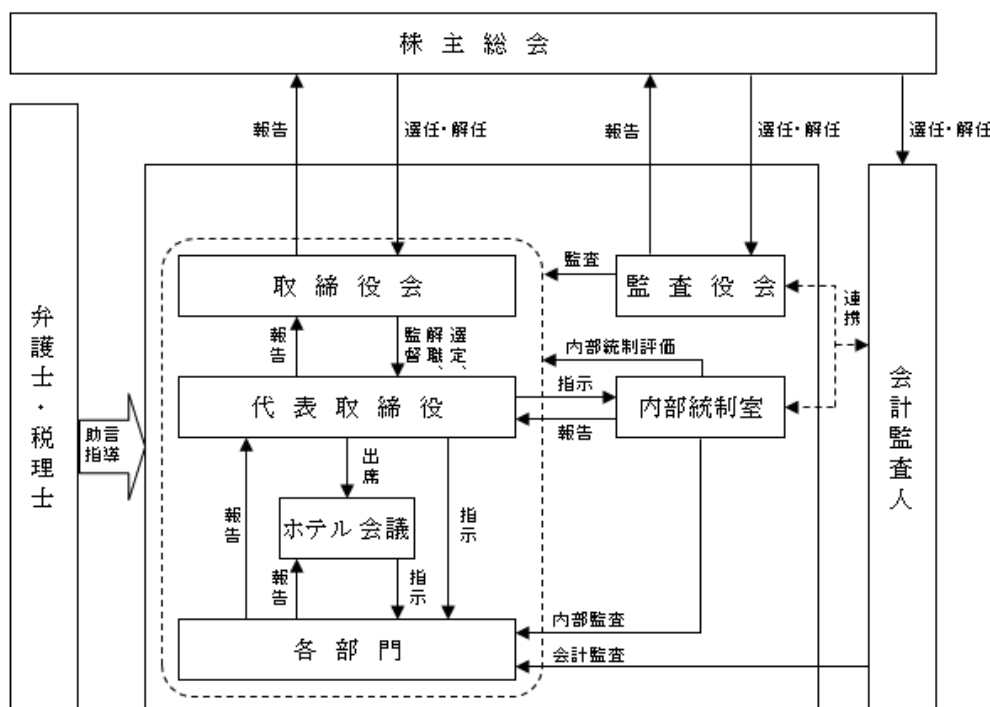 株主総会
報告
選任・解任
報告
選任・解任
選任・解任
弁護士・税理士
助言
指導
取締役会
監査
監査役会
連携
会計監査人
報告
選定、
解職、
監督
内部統制評価
代表取締役
指示
報告
内部統制室
出席
ホテル会議
報告
指示
報告
指示
各部門
内部監査
会計監査